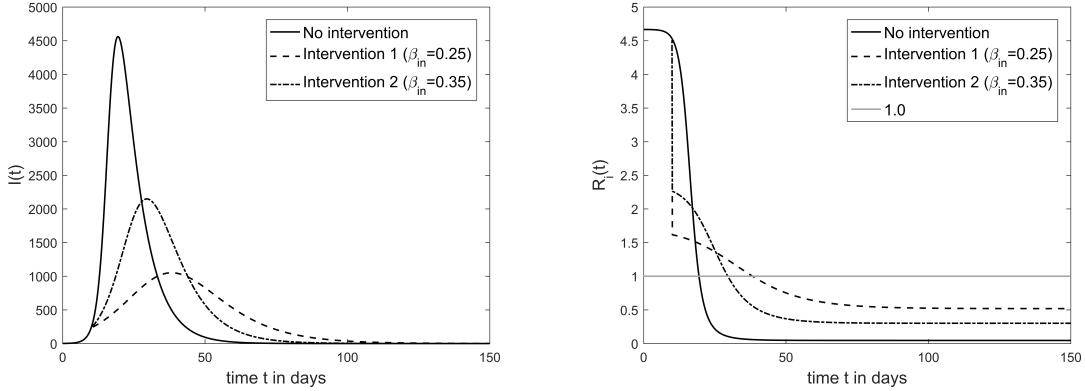 5000
4500
4000
3500
3000
2500
2000
1500
1000
500
0
I(t)
0 50 100 150
time t in days
No intervention
Intervention 1 (β_in=0.25)
Intervention 2 (β_in=0.35)
5
4.5
4
3.5
3
2.5
2
1.5
1
0.5
0
R_i(t)
0 50 100 150
time t in days
No intervention
Intervention 1 (β_in=0.25)
Intervention 2 (β_in=0.35)
1.0